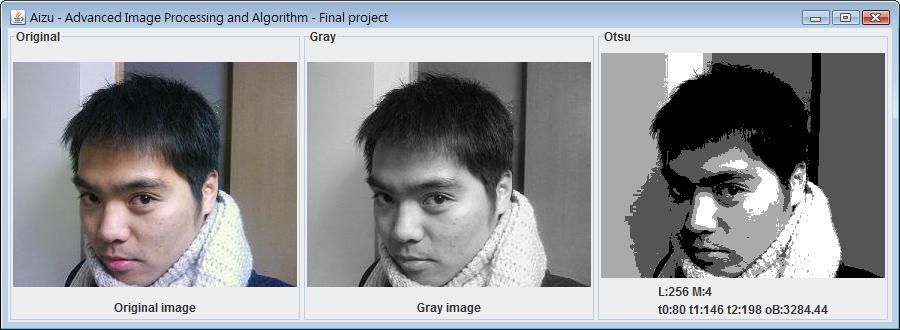 Aizu - Advanced Image Processing and Algorithm - Final project
Original
Gray
Otsu
Original image
Gray image
L:256 M:4
t0:80 t1:146 t2:198 oB:3284.44